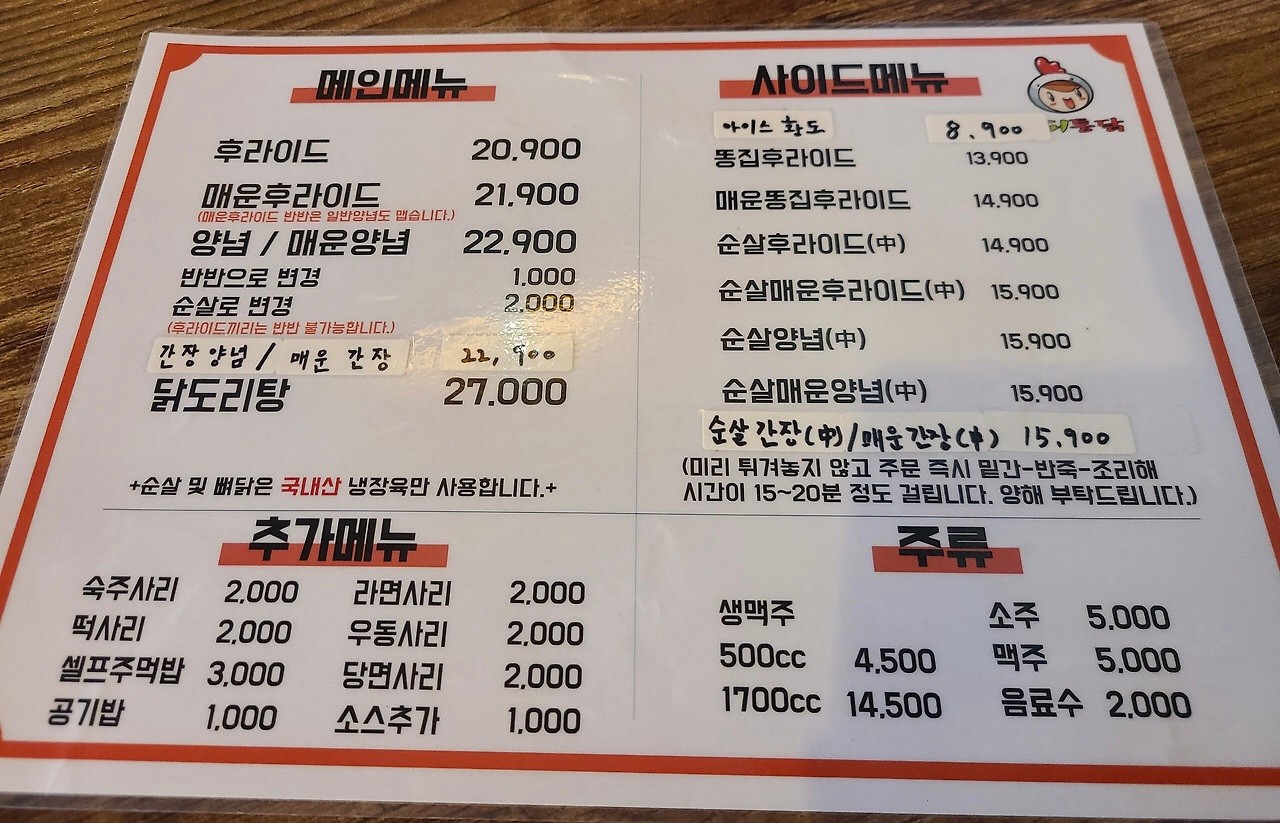 메인메뉴
후라이드 20,900
매운후라이드 21,900
(매운후라이드 반반은 일반양념도 맵습니다.)
양념 / 매운양념 22,900
반반으로 변경 1,000
순살로 변경 2,000
(후라이드끼리는 반반 불가능합니다.)
간장양념 / 매운 간장 22,900
닭도리탕 27,000
+순살 및 뼈닭은 국내산 냉장육만 사용합니다.+
사이드메뉴
아이스 황도 8,900
똥집후라이드 13,900
매운똥집후라이드 14,900
순살후라이드(中) 14,900
순살매운후라이드(中) 15,900
순살양념(中) 15,900
순살매운양념(中) 15,900
순살간장(中)/매운간장(中) 15,900
(미리 튀겨놓지 않고 주문 즉시 밑간-반죽-조리해
시간이 15~20분 정도 걸립니다. 양해 부탁드립니다.)
추가메뉴
숙주사리 2,000 라면사리 2,000
떡사리 2,000 우동사리 2,000
셀프주먹밥 3,000 당면사리 2,000
공기밥 1,000 소스추가 1,000
주류
생맥주 소주 5,000
500cc 4,500 맥주 5,000
1700cc 14,500 음료수 2,000